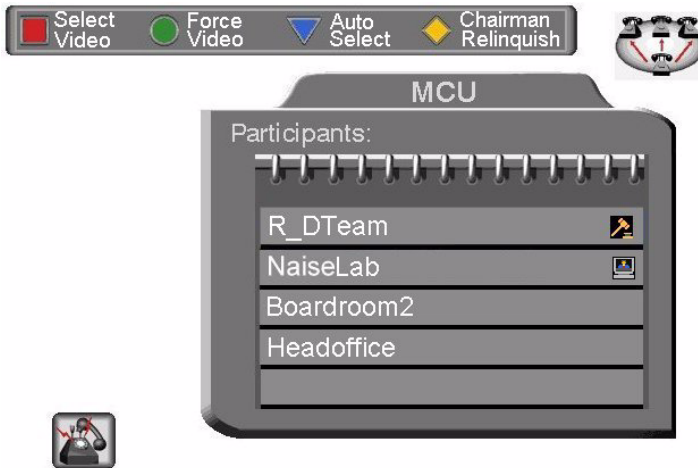 Select Video
Force Video
Auto Select
Chairman Relinquish
MCU
Participants:
R_DTeam
NaiseLab
Boardroom2
Headoffice